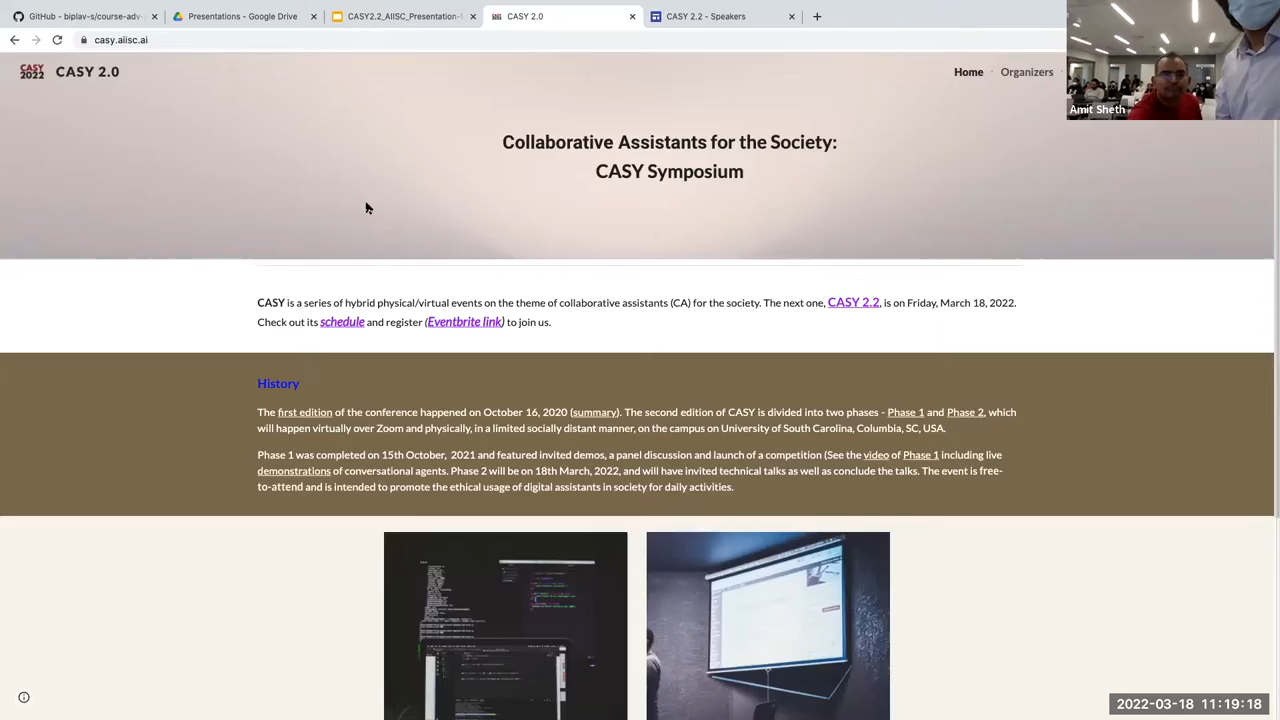 GitHub - biplav-s/course-adv-
Presentations - Google Drive
CASY2.2_AIISC_Presentation-
CASY 2.0
CASY 2.2 - Speakers
casy.aiisc.ai
CASY
2022
CASY 2.0
Home
Organizers
Amit Sheth
Collaborative Assistants for the Society:
CASY Symposium
CASY is a series of hybrid physical/virtual events on the theme of collaborative assistants (CA) for the society. The next one, CASY 2.2, is on Friday, March 18, 2022.
Check out its schedule and register (Eventbrite link) to join us.
History
The first edition of the conference happened on October 16, 2020 (summary). The second edition of CASY is divided into two phases - Phase 1 and Phase 2, which
will happen virtually over Zoom and physically, in a limited socially distant manner, on the campus on University of South Carolina, Columbia, SC, USA.
Phase 1 was completed on 15th October, 2021 and featured invited demos, a panel discussion and launch of a competition (See the video of Phase 1 including live
demonstrations of conversational agents. Phase 2 will be on 18th March, 2022, and will have invited technical talks as well as conclude the talks. The event is free-
to-attend and is intended to promote the ethical usage of digital assistants in society for daily activities.
2022-03-18 11:19:18